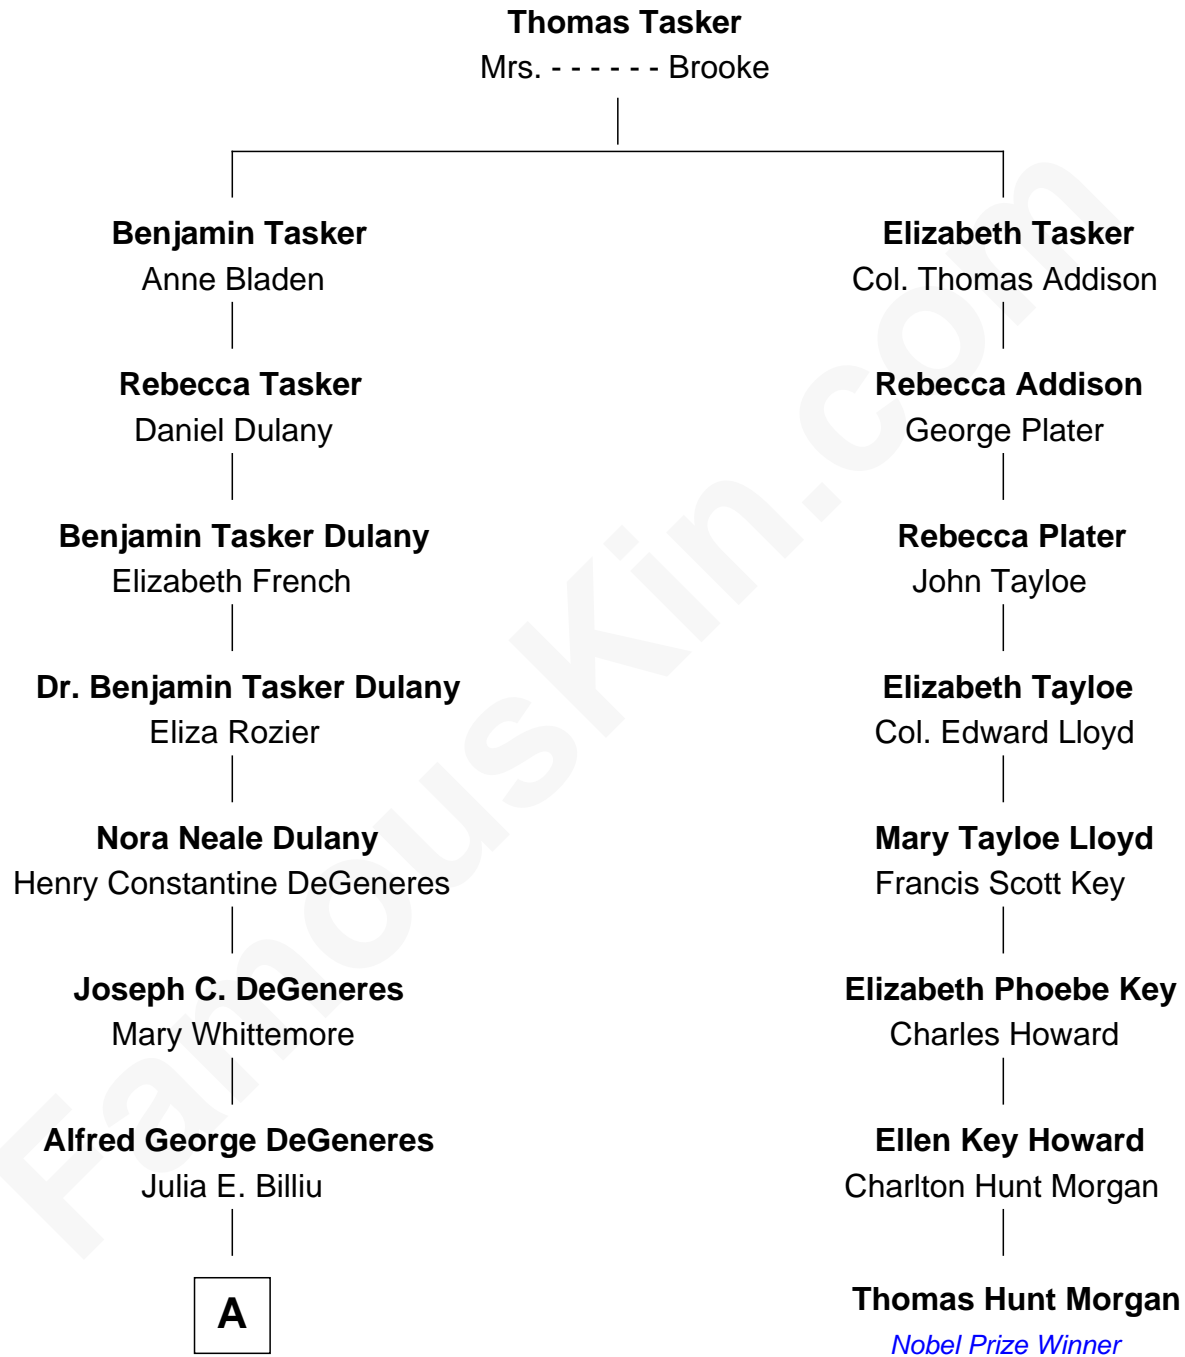 Thomas Tasker
Mrs. - - - - - - Brooke
Benjamin Tasker
Anne Bladen
Elizabeth Tasker
Col. Thomas Addison
Rebecca Tasker
Daniel Dulany
Rebecca Addison
George Plater
Benjamin Tasker Dulany
Elizabeth French
Rebecca Plater
John Tayloe
Dr. Benjamin Tasker Dulany
Eliza Rozier
Elizabeth Tayloe
Col. Edward Lloyd
Nora Neale Dulany
Henry Constantine DeGeneres
Mary Tayloe Lloyd
Francis Scott Key
Joseph C. DeGeneres
Mary Whittemore
Elizabeth Phoebe Key
Charles Howard
Alfred George DeGeneres
Julia E. Billiu
Ellen Key Howard
Charlton Hunt Morgan
A
Thomas Hunt Morgan
Nobel Prize Winner
FamousKin.com